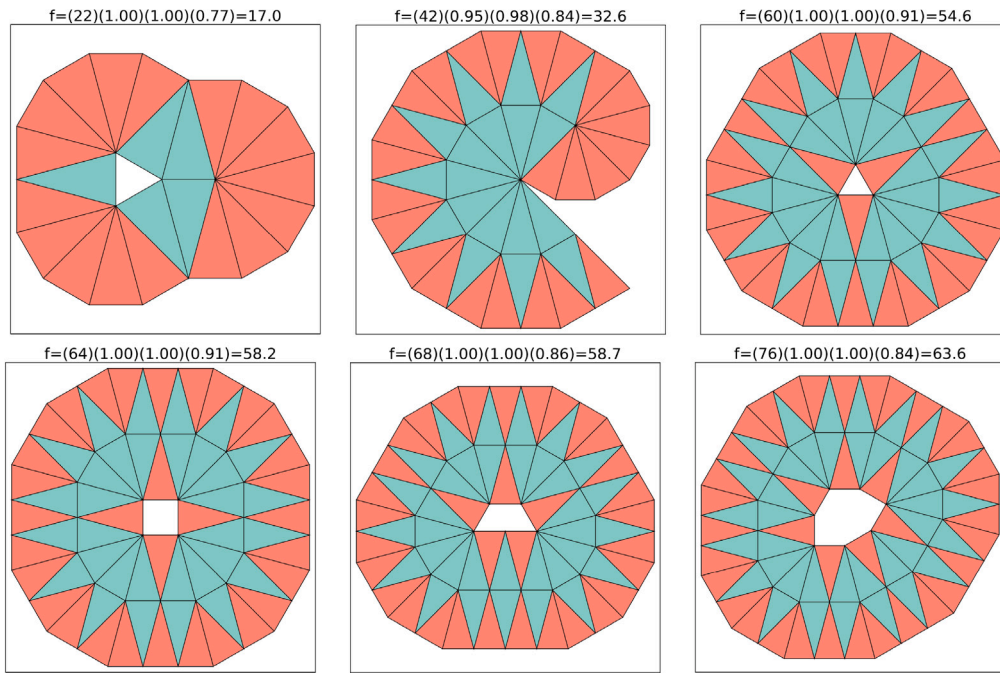 f=(22)(1.00)(1.00)(0.77)=17.0
f=(42)(0.95)(0.98)(0.84)=32.6
f=(60)(1.00)(1.00)(0.91)=54.6
f=(64)(1.00)(1.00)(0.91)=58.2
f=(68)(1.00)(1.00)(0.86)=58.7
f=(76)(1.00)(1.00)(0.84)=63.6